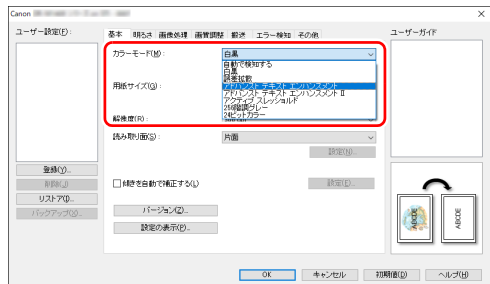 Canon
ユーザー設定(F):
基本 明るさ 画像処理 画質調整 搬送 エラー検知 その他
ユーザーガイド
カラーモード(M):
白黒
自動で検知する
白黒
誤差拡散
アドバンスト テキスト エンハンスメント
アドバンスト テキスト エンハンスメント II
アクティブ スレッショルド
256階調グレー
24ビットカラー
用紙サイズ(G):
解像度(R):
読み取り面(S):
片面
設定(N)...
登録(Y)...
削除(J)
リストア(I)...
バックアップ(X)...
傾きを自動で補正する(L)
設定(E)...
バージョン(Z)...
設定の表示(P)...
ABCDE
ABCDE
OK
キャンセル
初期値(D)
ヘルプ(H)